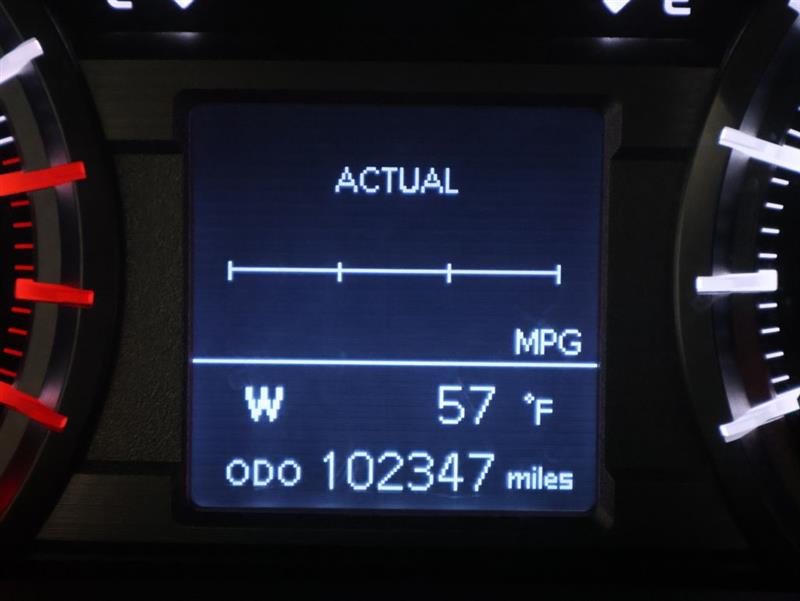 ACTUAL
MPG
W 57 °F
ODO 102347 miles